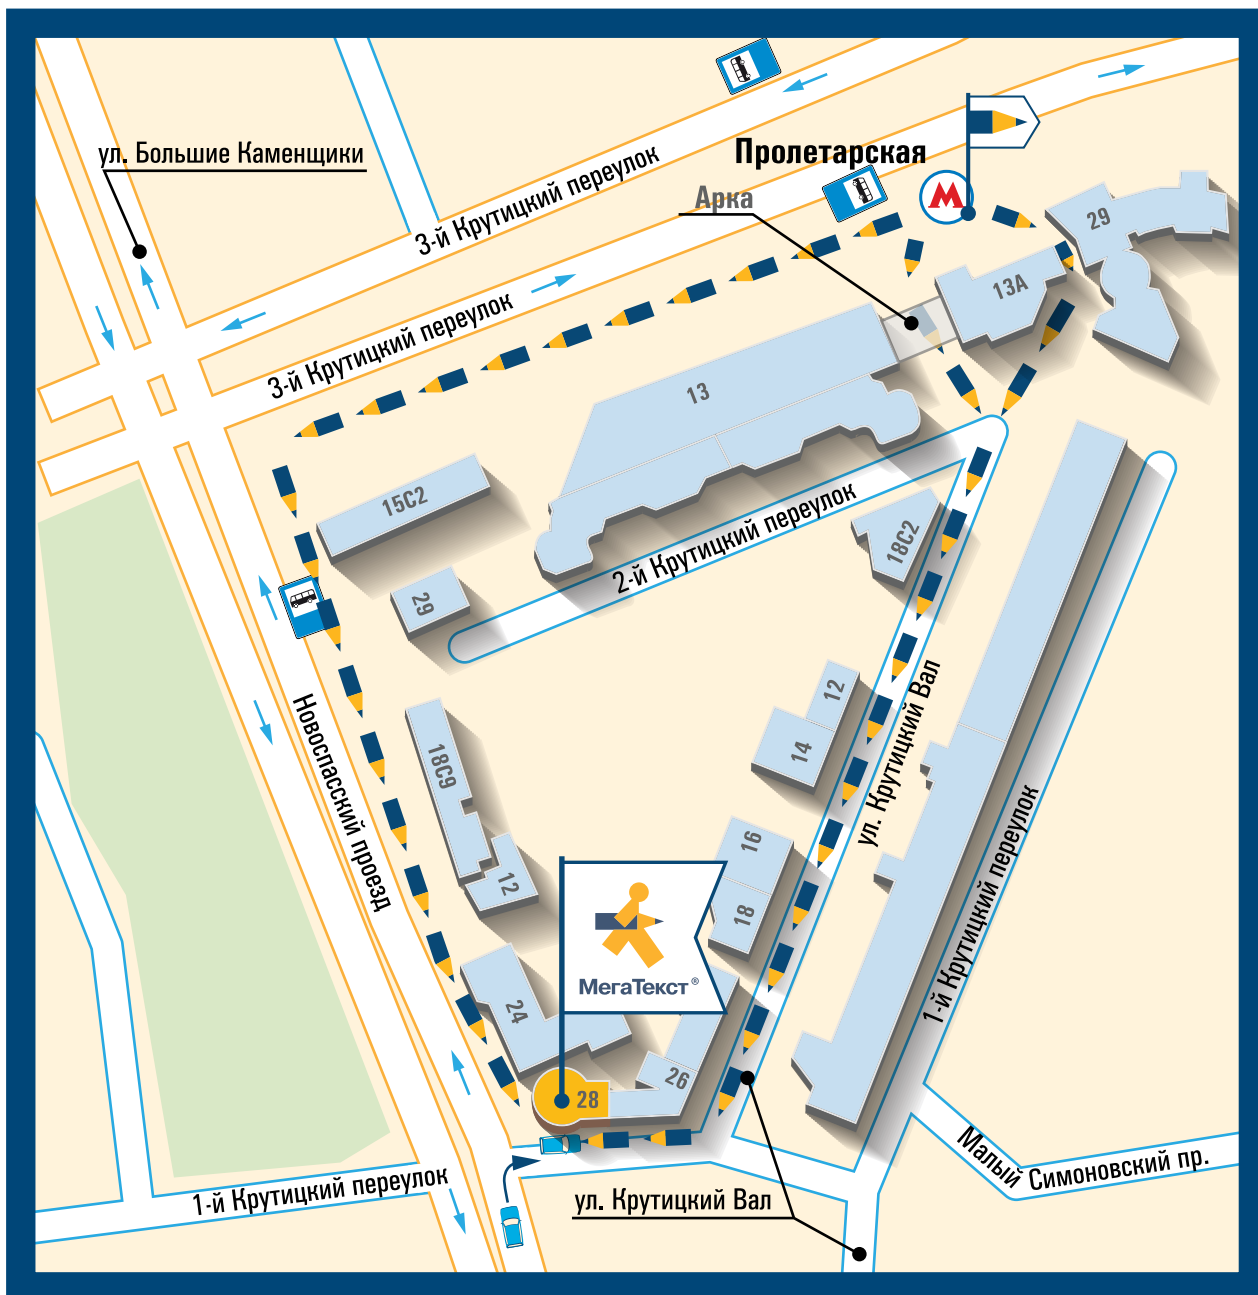 ул. Большие Каменщики
3-й Крутицкий переулок
Пролетарская
М
Арка
29
13А
3-й Крутицкий переулок
13
15С2
2-й Крутицкий переулок
18С2
29
12
14
ул. Крутицкий Вал
Новоспасский проезд
18С9
12
16
18
1-й Крутицкий переулок
МегаТекст®
24
26
28
Малый Симоновский пр.
1-й Крутицкий переулок
ул. Крутицкий Вал